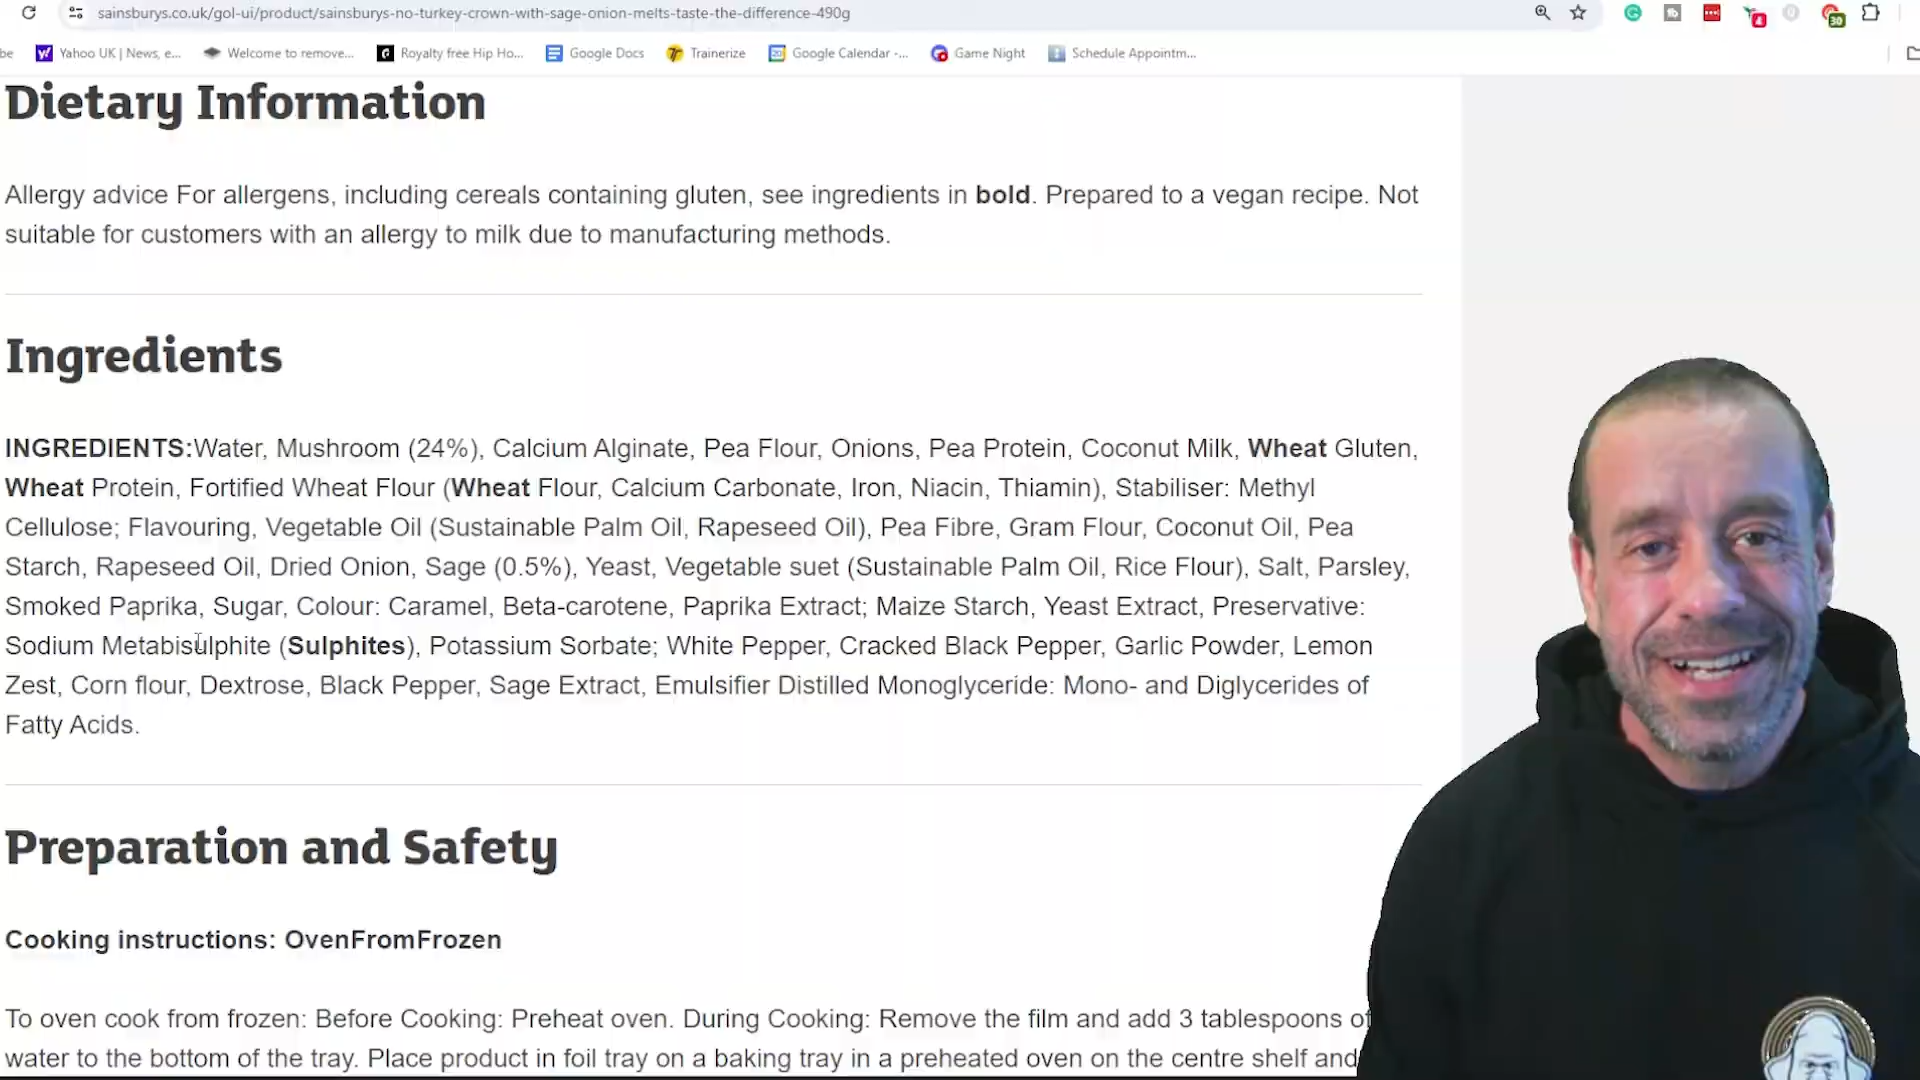 sainsburys.co.uk/gol-ui/product/sainsburys-no-turkey-crown-with-sage-onion-melts-taste-the-difference-490g
4
30
be Yahoo UK | News, e... Welcome to remove... Royalty free Hip Ho... Google Docs Trainerize Google Calendar -... Game Night Schedule Appointm...
Dietary Information
Allergy advice For allergens, including cereals containing gluten, see ingredients in bold. Prepared to a vegan recipe. Not
suitable for customers with an allergy to milk due to manufacturing methods.
Ingredients
INGREDIENTS:Water, Mushroom (24%), Calcium Alginate, Pea Flour, Onions, Pea Protein, Coconut Milk, Wheat Gluten,
Wheat Protein, Fortified Wheat Flour (Wheat Flour, Calcium Carbonate, Iron, Niacin, Thiamin), Stabiliser: Methyl
Cellulose; Flavouring, Vegetable Oil (Sustainable Palm Oil, Rapeseed Oil), Pea Fibre, Gram Flour, Coconut Oil, Pea
Starch, Rapeseed Oil, Dried Onion, Sage (0.5%), Yeast, Vegetable suet (Sustainable Palm Oil, Rice Flour), Salt, Parsley,
Smoked Paprika, Sugar, Colour: Caramel, Beta-carotene, Paprika Extract; Maize Starch, Yeast Extract, Preservative:
Sodium Metabisulphite (Sulphites), Potassium Sorbate; White Pepper, Cracked Black Pepper, Garlic Powder, Lemon
Zest, Corn flour, Dextrose, Black Pepper, Sage Extract, Emulsifier Distilled Monoglyceride: Mono- and Diglycerides of
Fatty Acids.
Preparation and Safety
Cooking instructions: OvenFromFrozen
To oven cook from frozen: Before Cooking: Preheat oven. During Cooking: Remove the film and add 3 tablespoons of
water to the bottom of the tray. Place product in foil tray on a baking tray in a preheated oven on the centre shelf and